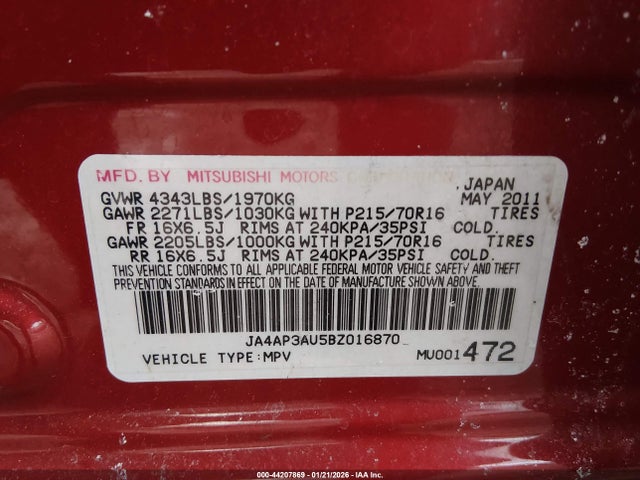 MFD. BY MITSUBISHI MOTORS CORPORATION, JAPAN
GVWR 4343LBS/1970KG MAY 2011
GAWR 2271LBS/1030KG WITH P215/70R16 TIRES
FR 16X6.5J RIMS AT 240KPA/35PSI COLD.
GAWR 2205LBS/1000KG WITH P215/70R16 TIRES
RR 16X6.5J RIMS AT 240KPA/35PSI COLD.
THIS VEHICLE CONFORMS TO ALL APPLICABLE FEDERAL MOTOR VEHICLE SAFETY AND THEFT
PREVENTION STANDARDS IN EFFECT ON THE DATE OF MANUFACTURE SHOWN ABOVE.
JA4AP3AU5BZ016870
VEHICLE TYPE:MPV MU001472
000-44207869 - 01/21/2026 - IAA Inc.